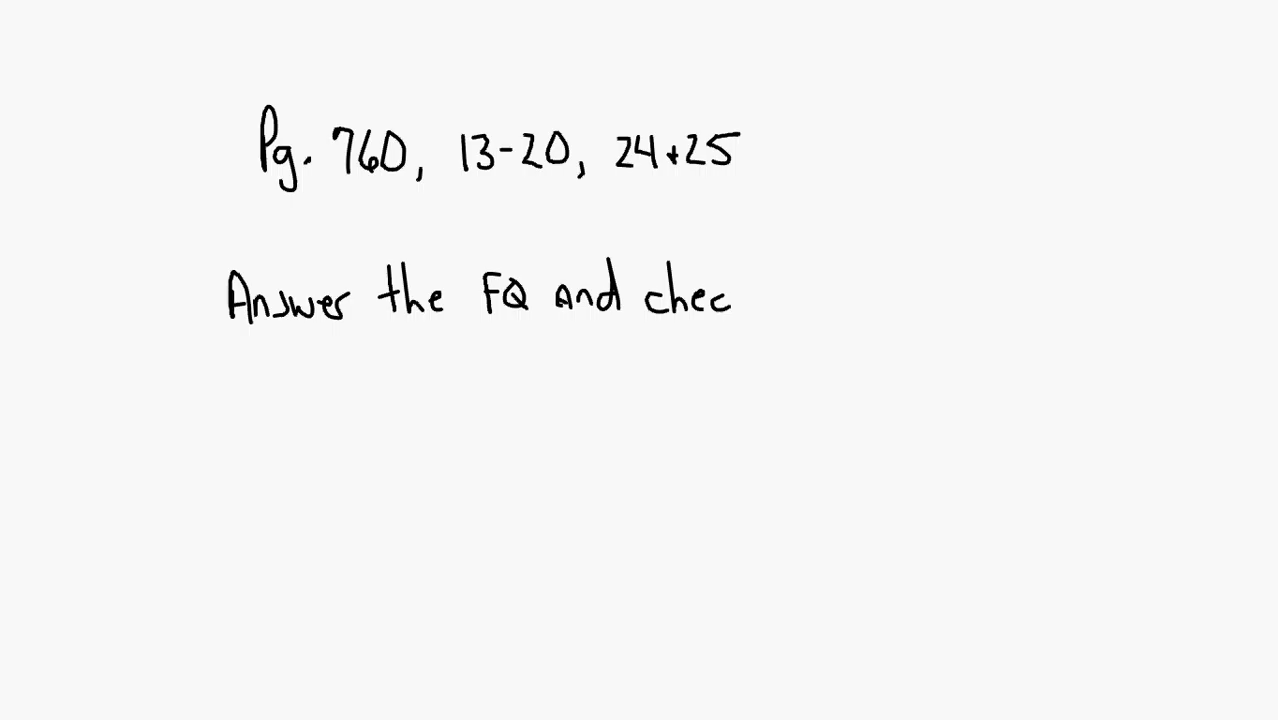 Pg. 760, 13-20, 24+25
Answer the FQ and chec